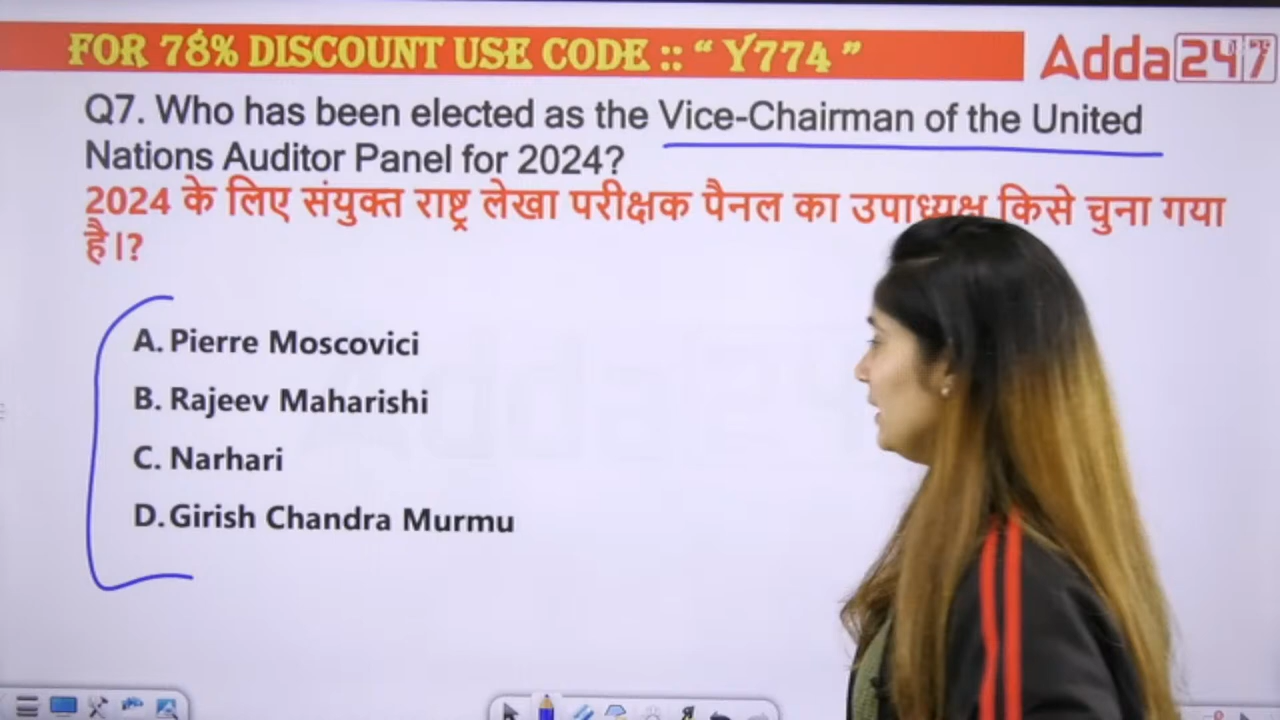 FOR 78% DISCOUNT USE CODE :: “ Y774 ”
Adda247
Q7. Who has been elected as the Vice-Chairman of the United
Nations Auditor Panel for 2024?
2024 के लिए संयुक्त राष्ट्र लेखा परीक्षक पैनल का उपाध्यक्ष किसे चुना गया
है।?
A. Pierre Moscovici
B. Rajeev Maharishi
C. Narhari
D. Girish Chandra Murmu